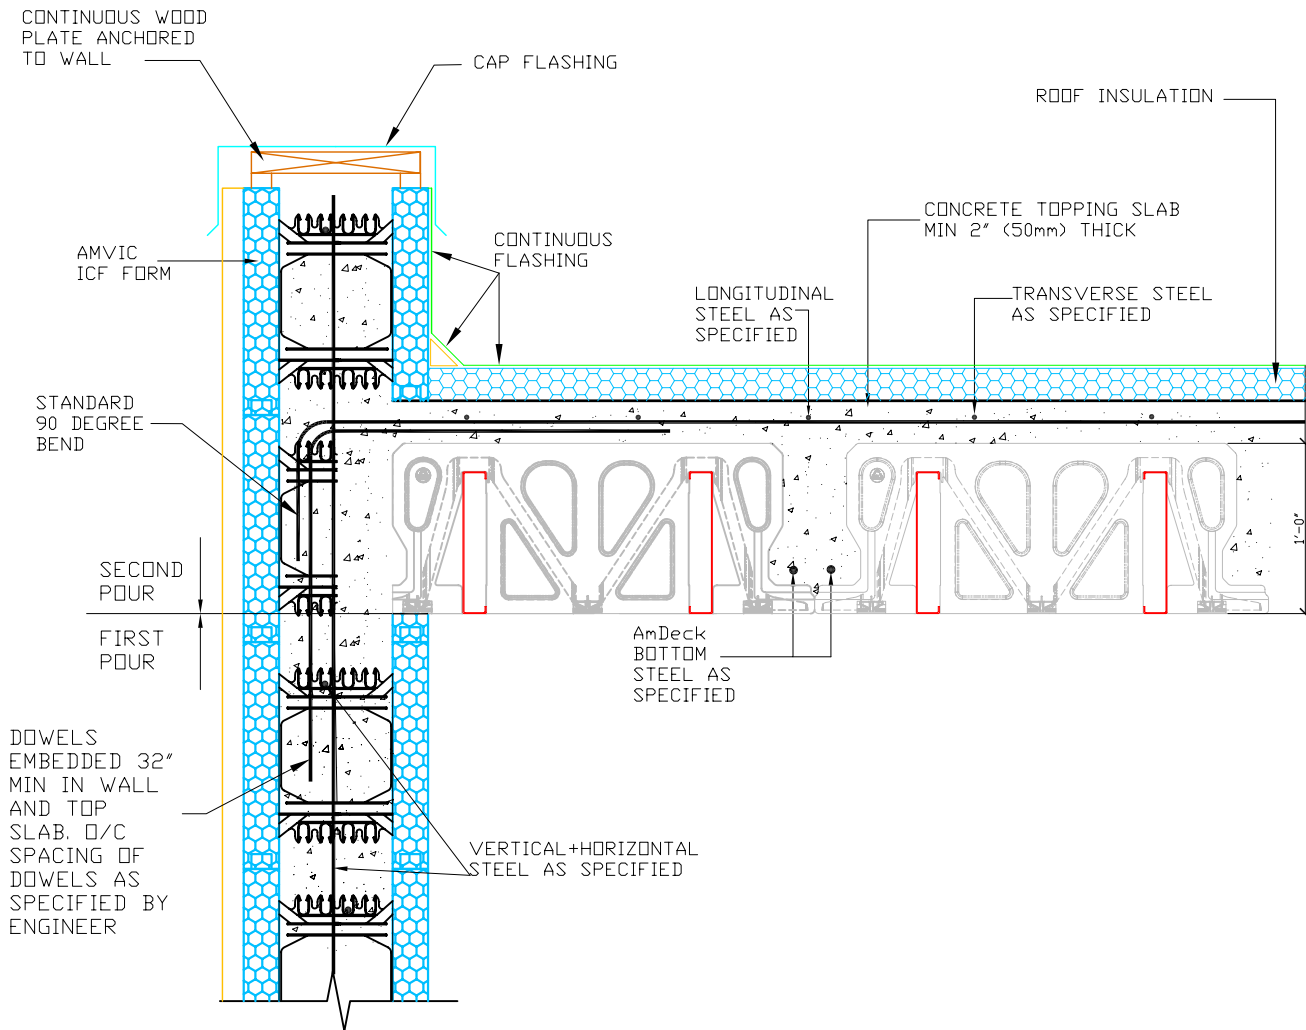 CONTINUOUS WOOD
PLATE ANCHORED
TO WALL
CAP FLASHING
ROOF INSULATION
CONCRETE TOPPING SLAB
MIN 2" (50mm) THICK
CONTINUOUS
FLASHING
AMVIC
ICF FORM
LONGITUDINAL
STEEL AS
SPECIFIED
TRANSVERSE STEEL
AS SPECIFIED
STANDARD
90 DEGREE
BEND
1'-0"
SECOND
POUR
FIRST
POUR
AmDeck
BOTTOM
STEEL AS
SPECIFIED
DOWELS
EMBEDDED 32"
MIN IN WALL
AND TOP
SLAB. O/C
SPACING OF
DOWELS AS
SPECIFIED BY
ENGINEER
VERTICAL+HORIZONTAL
STEEL AS SPECIFIED